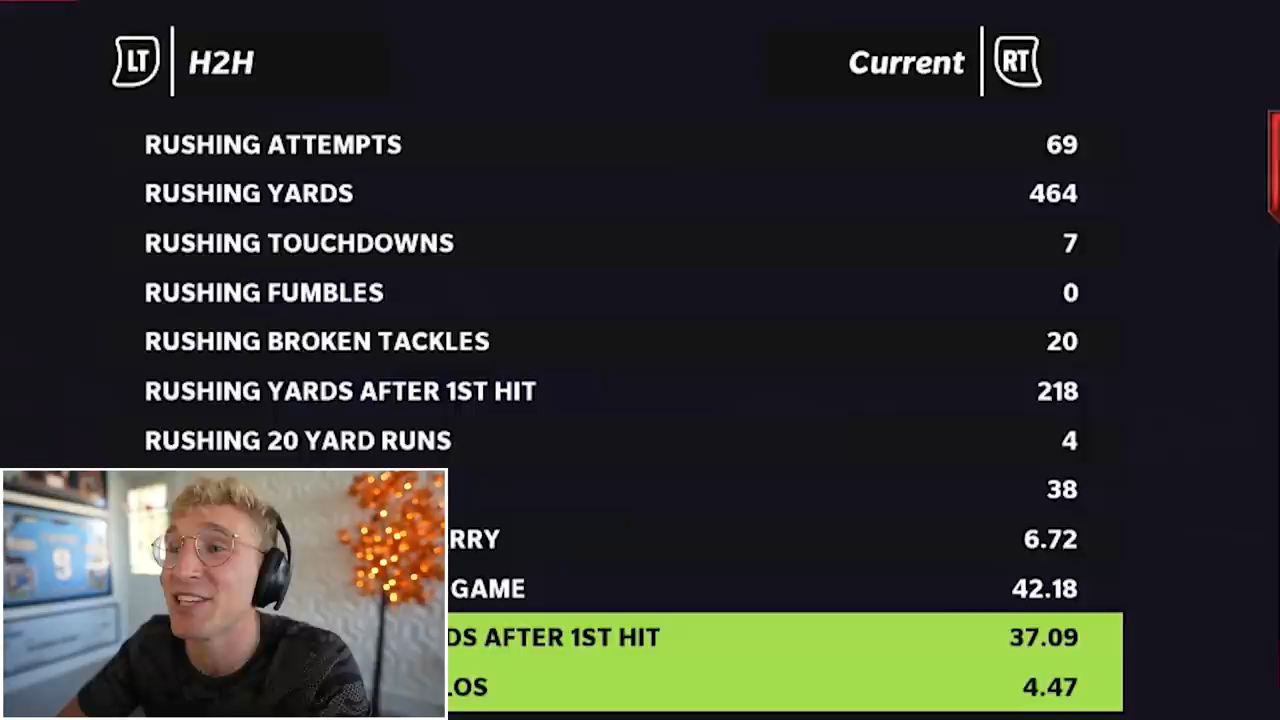 LT H2H Current RT
RUSHING ATTEMPTS 69
RUSHING YARDS 464
RUSHING TOUCHDOWNS 7
RUSHING FUMBLES 0
RUSHING BROKEN TACKLES 20
RUSHING YARDS AFTER 1ST HIT 218
RUSHING 20 YARD RUNS 4
38
RRY 6.72
GAME 42.18
DS AFTER 1ST HIT 37.09
LOS 4.47
9